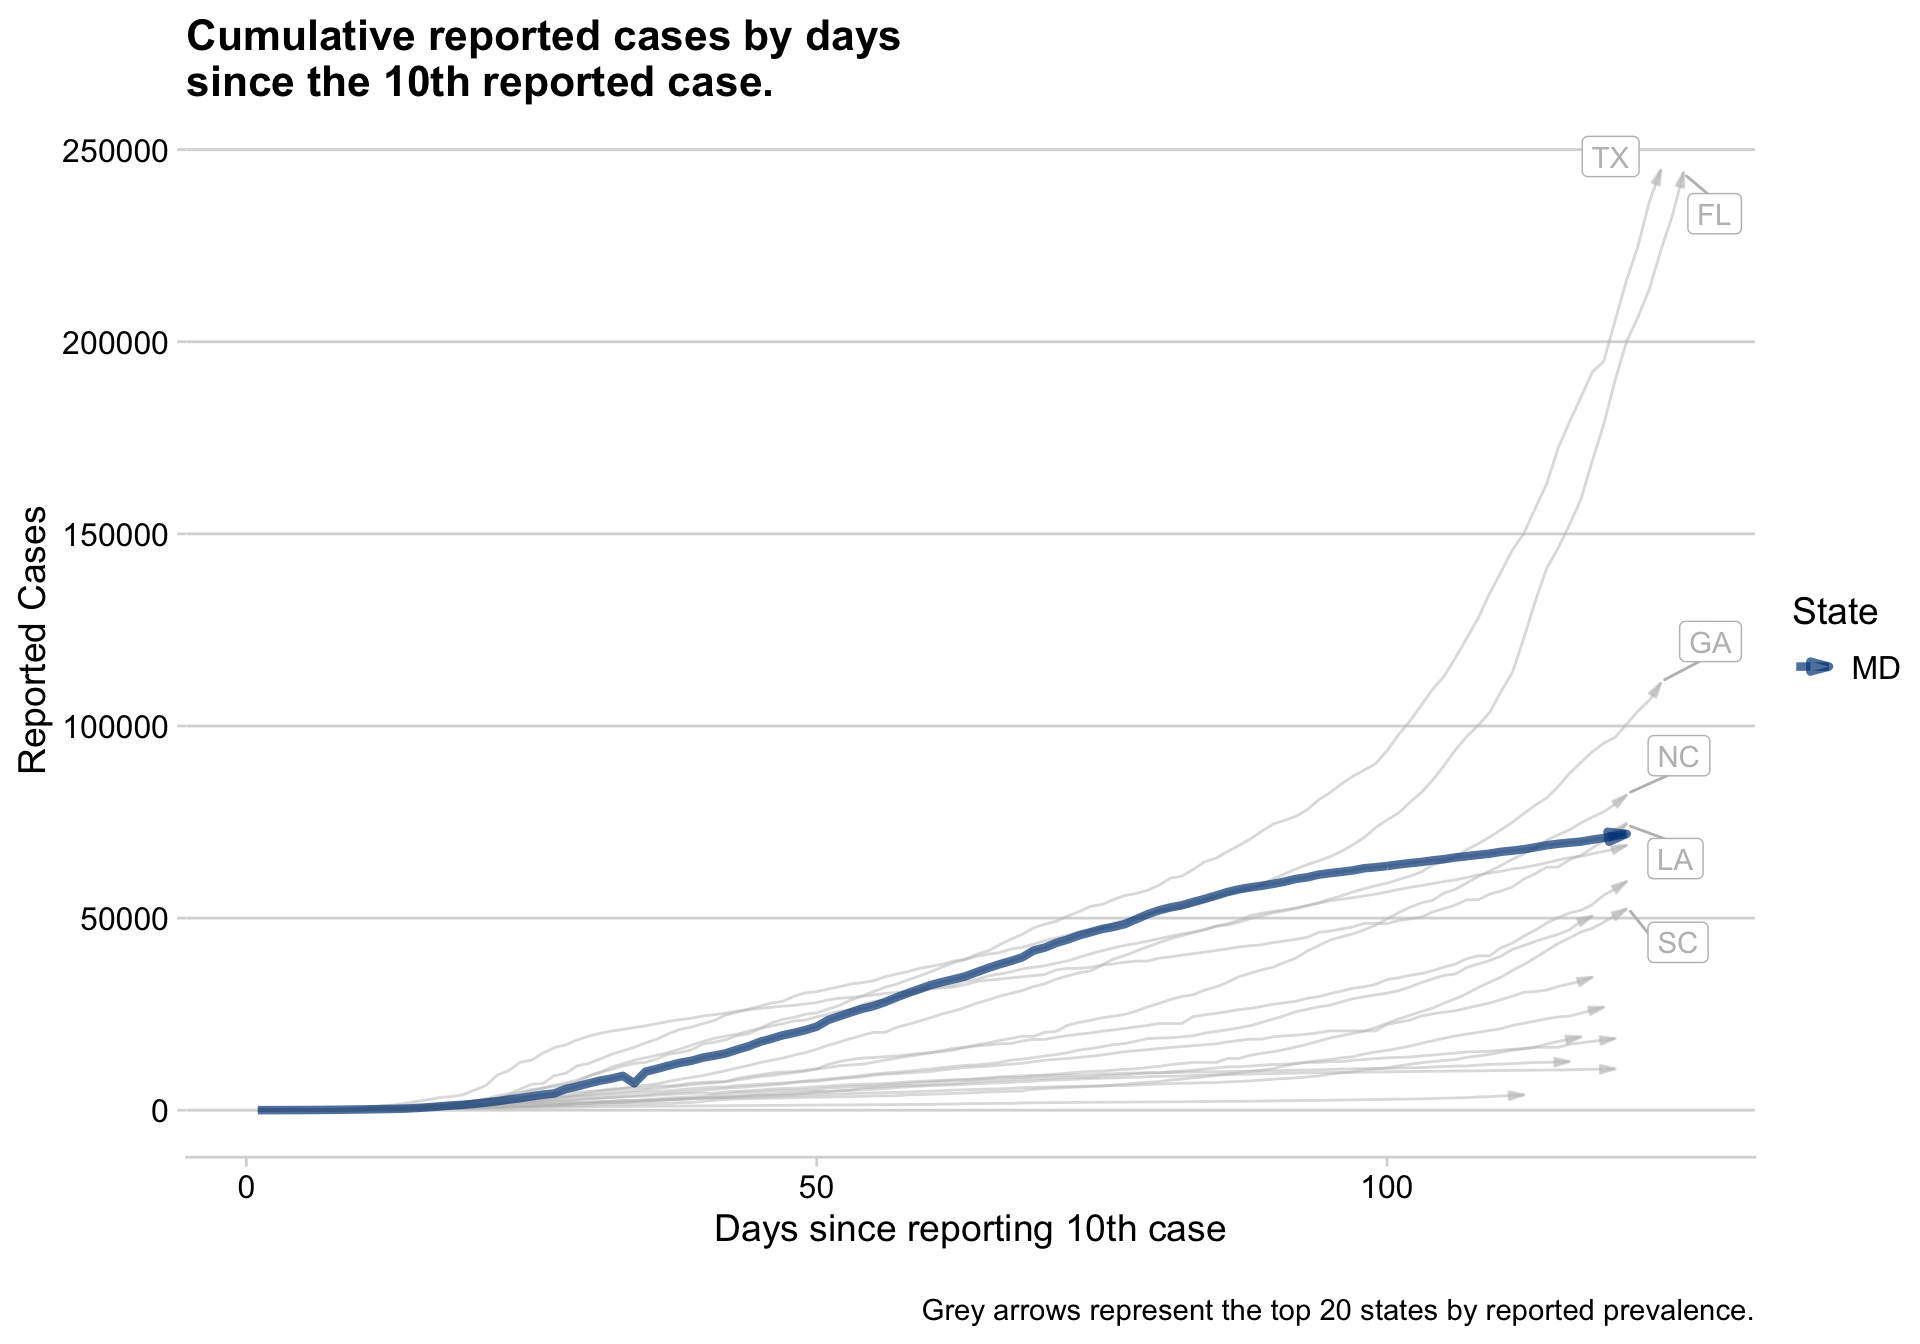 Cumulative reported cases by days
since the 10th reported case.
250000
200000
150000
100000
50000
0
Reported Cases
TX
FL
GA
NC
LA
SC
State
MD
0
50
100
Days since reporting 10th case
Grey arrows represent the top 20 states by reported prevalence.